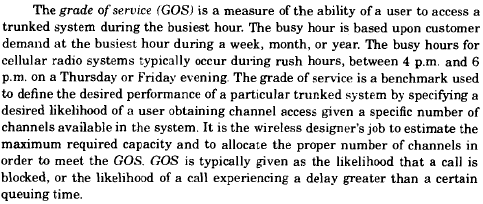 The grade of service (GOS) is a measure of the ability of a user to access a
trunked system during the busiest hour. The busy hour is based upon customer
demand at the busiest hour during a week, month, or year. The busy hours for
cellular radio systems typically occur during rush hours, between 4 p.m. and 6
p.m. on a Thursday or Friday evening. The grade of service is a benchmark used
to define the desired performance of a particular trunked system by specifying a
desired likelihood of a user obtaining channel access given a specific number of
channels available in the system. It is the wireless designer's job to estimate the
maximum required capacity and to allocate the proper number of channels in
order to meet the GOS. GOS is typically given as the likelihood that a call is
blocked, or the likelihood of a call experiencing a delay greater than a certain
queuing time.